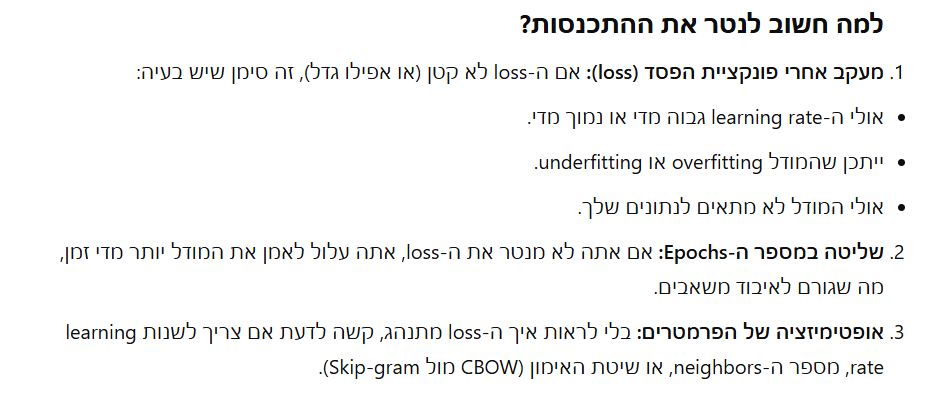 למה חשוב לנטר את ההתכנסות?
1. מעקב אחרי פונקציית הפסד (loss): אם ה-loss לא קטן (או אפילו גדל), זה סימן שיש בעיה:
• אולי ה-learning rate גבוה מדי או נמוך מדי.
• ייתכן שהמודל overfitting או underfitting.
• אולי המודל לא מתאים לנתונים שלך.
2. שליטה במספר ה-Epochs: אם אתה לא מנטר את ה-loss, אתה עלול לאמן את המודל יותר מדי זמן,
מה שגורם לאיבוד משאבים.
3. אופטימיזציה של הפרמטרים: בלי לראות איך ה-loss מתנהג, קשה לדעת אם צריך לשנות learning
rate, מספר ה-neighbors, או שיטת האימון (CBOW מול Skip-gram).